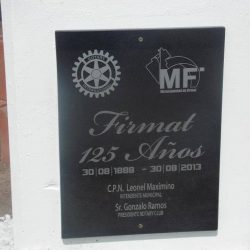 MF
Firmat
125 Años
30|08|1888 - 30|08|2013
C.P.N. Leonel Maximino
INTENDENTE MUNICIPAL
Sr. Gonzalo Ramos
PRESIDENTE ROTARY CLUB